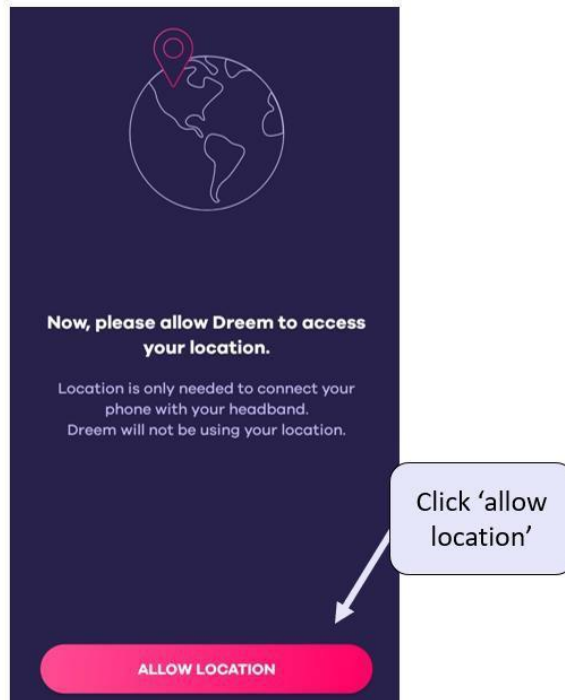 Now, please allow Dreem to access
your location.
Location is only needed to connect your
phone with your headband.
Dreem will not be using your location.
Click ‘allow
location’
ALLOW LOCATION